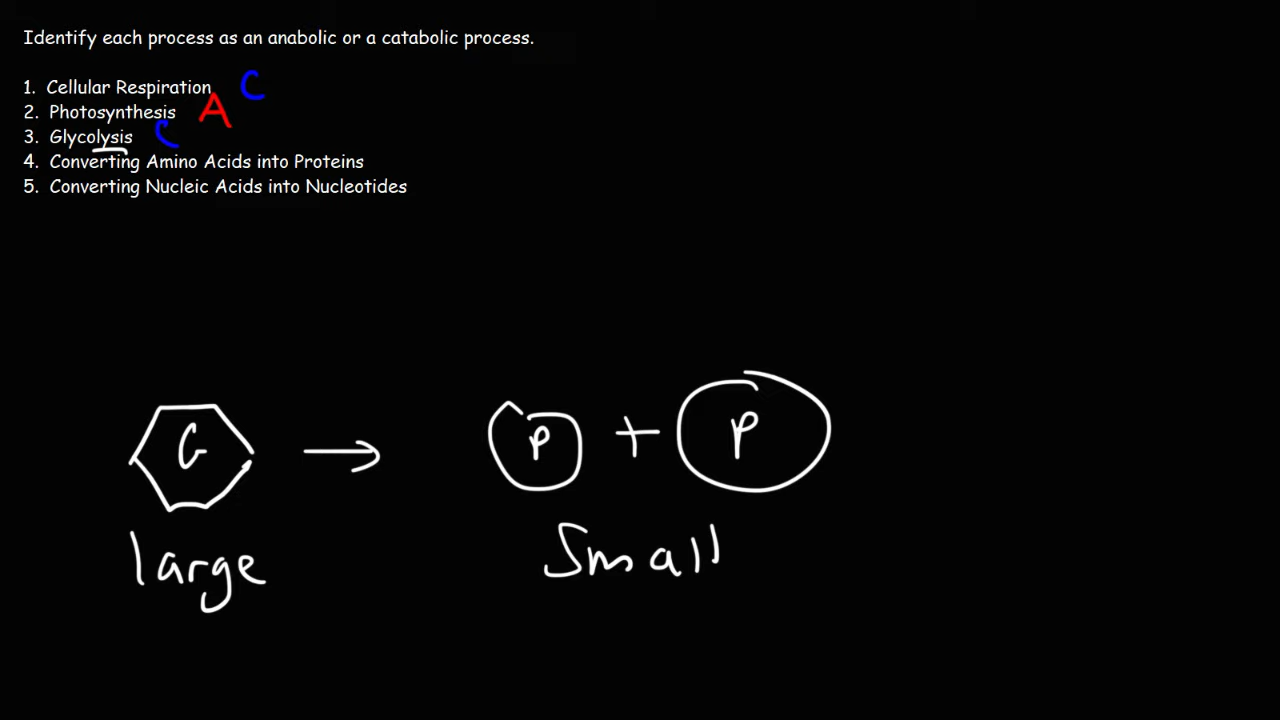 Identify each process as an anabolic or a catabolic process.
1. Cellular Respiration C
2. Photosynthesis A
3. Glycolysis C
4. Converting Amino Acids into Proteins
5. Converting Nucleic Acids into Nucleotides
G → P + P
large small